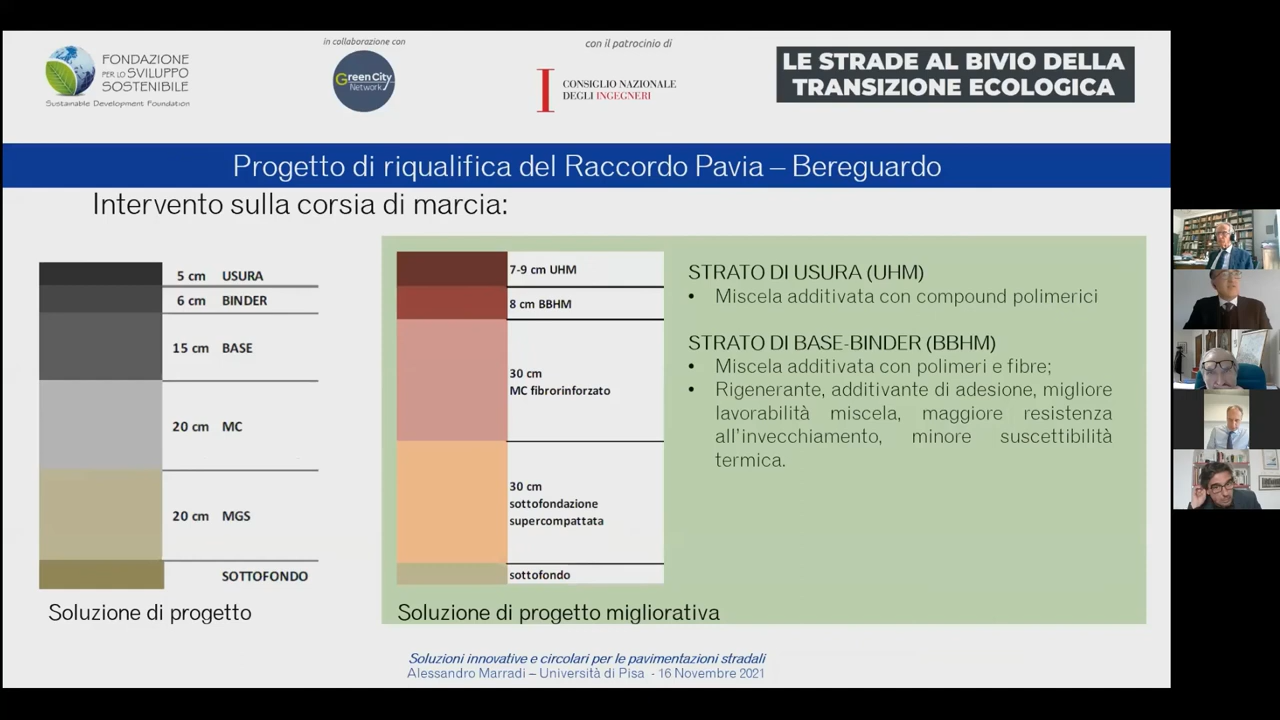 FONDAZIONE
PER LO SVILUPPO
SOSTENIBILE
Sustainable Development Foundation
in collaborazione con
GreenCity
Network
con il patrocinio di
CONSIGLIO NAZIONALE
DEGLI INGEGNERI
LE STRADE AL BIVIO DELLA
TRANSIZIONE ECOLOGICA
Progetto di riqualifica del Raccordo Pavia – Bereguardo
Intervento sulla corsia di marcia:
5 cm USURA
6 cm BINDER
15 cm BASE
20 cm MC
20 cm MGS
SOTTOFONDO
Soluzione di progetto
7-9 cm UHM
8 cm BBHM
30 cm
MC fibrorinforzato
30 cm
sottofondazione
supercompattata
sottofondo
Soluzione di progetto migliorativa
STRATO DI USURA (UHM)
• Miscela additivata con compound polimerici
STRATO DI BASE-BINDER (BBHM)
• Miscela additivata con polimeri e fibre;
• Rigenerante, additivante di adesione, migliore
lavorabilità miscela, maggiore resistenza
all'invecchiamento, minore suscettibilità
termica.
Soluzioni innovative e circolari per le pavimentazioni stradali
Alessandro Marradi – Università di Pisa - 16 Novembre 2021